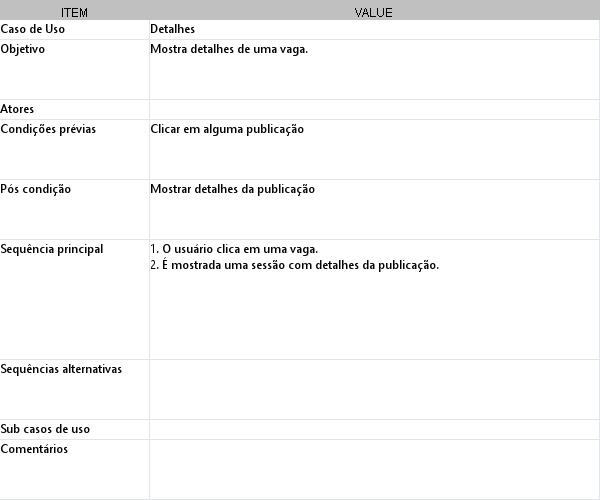 ITEM VALUE
Caso de Uso Detalhes
Objetivo Mostra detalhes de uma vaga.
Atores
Condições prévias Clicar em alguma publicação
Pós condição Mostrar detalhes da publicação
Sequência principal 1. O usuário clica em uma vaga.
2. É mostrada uma sessão com detalhes da publicação.
Sequências alternativas
Sub casos de uso
Comentários